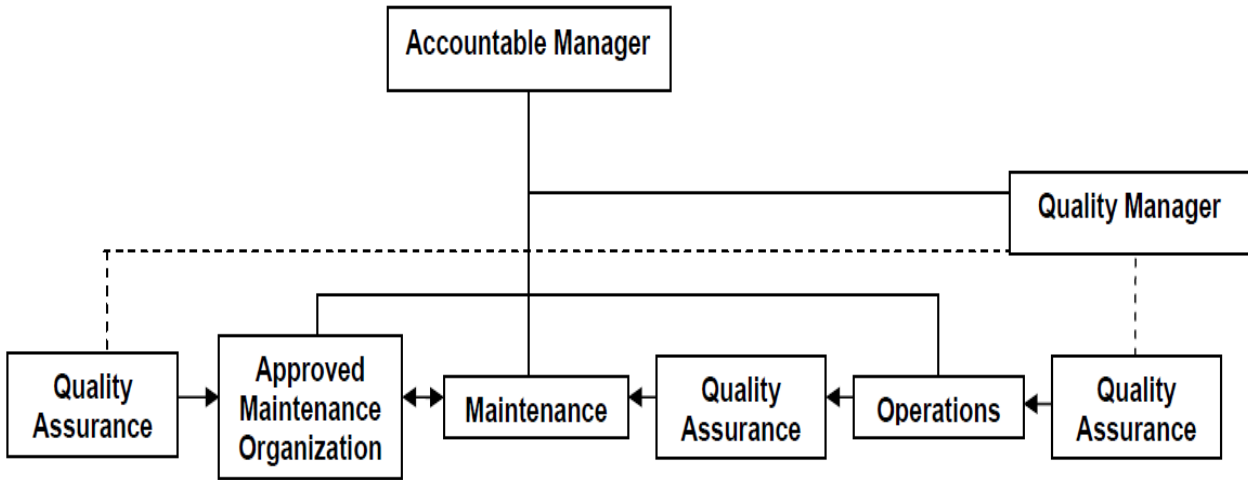 Accountable Manager
Quality Manager
Quality
Assurance
Approved
Maintenance
Organization
Maintenance
Quality
Assurance
Operations
Quality
Assurance